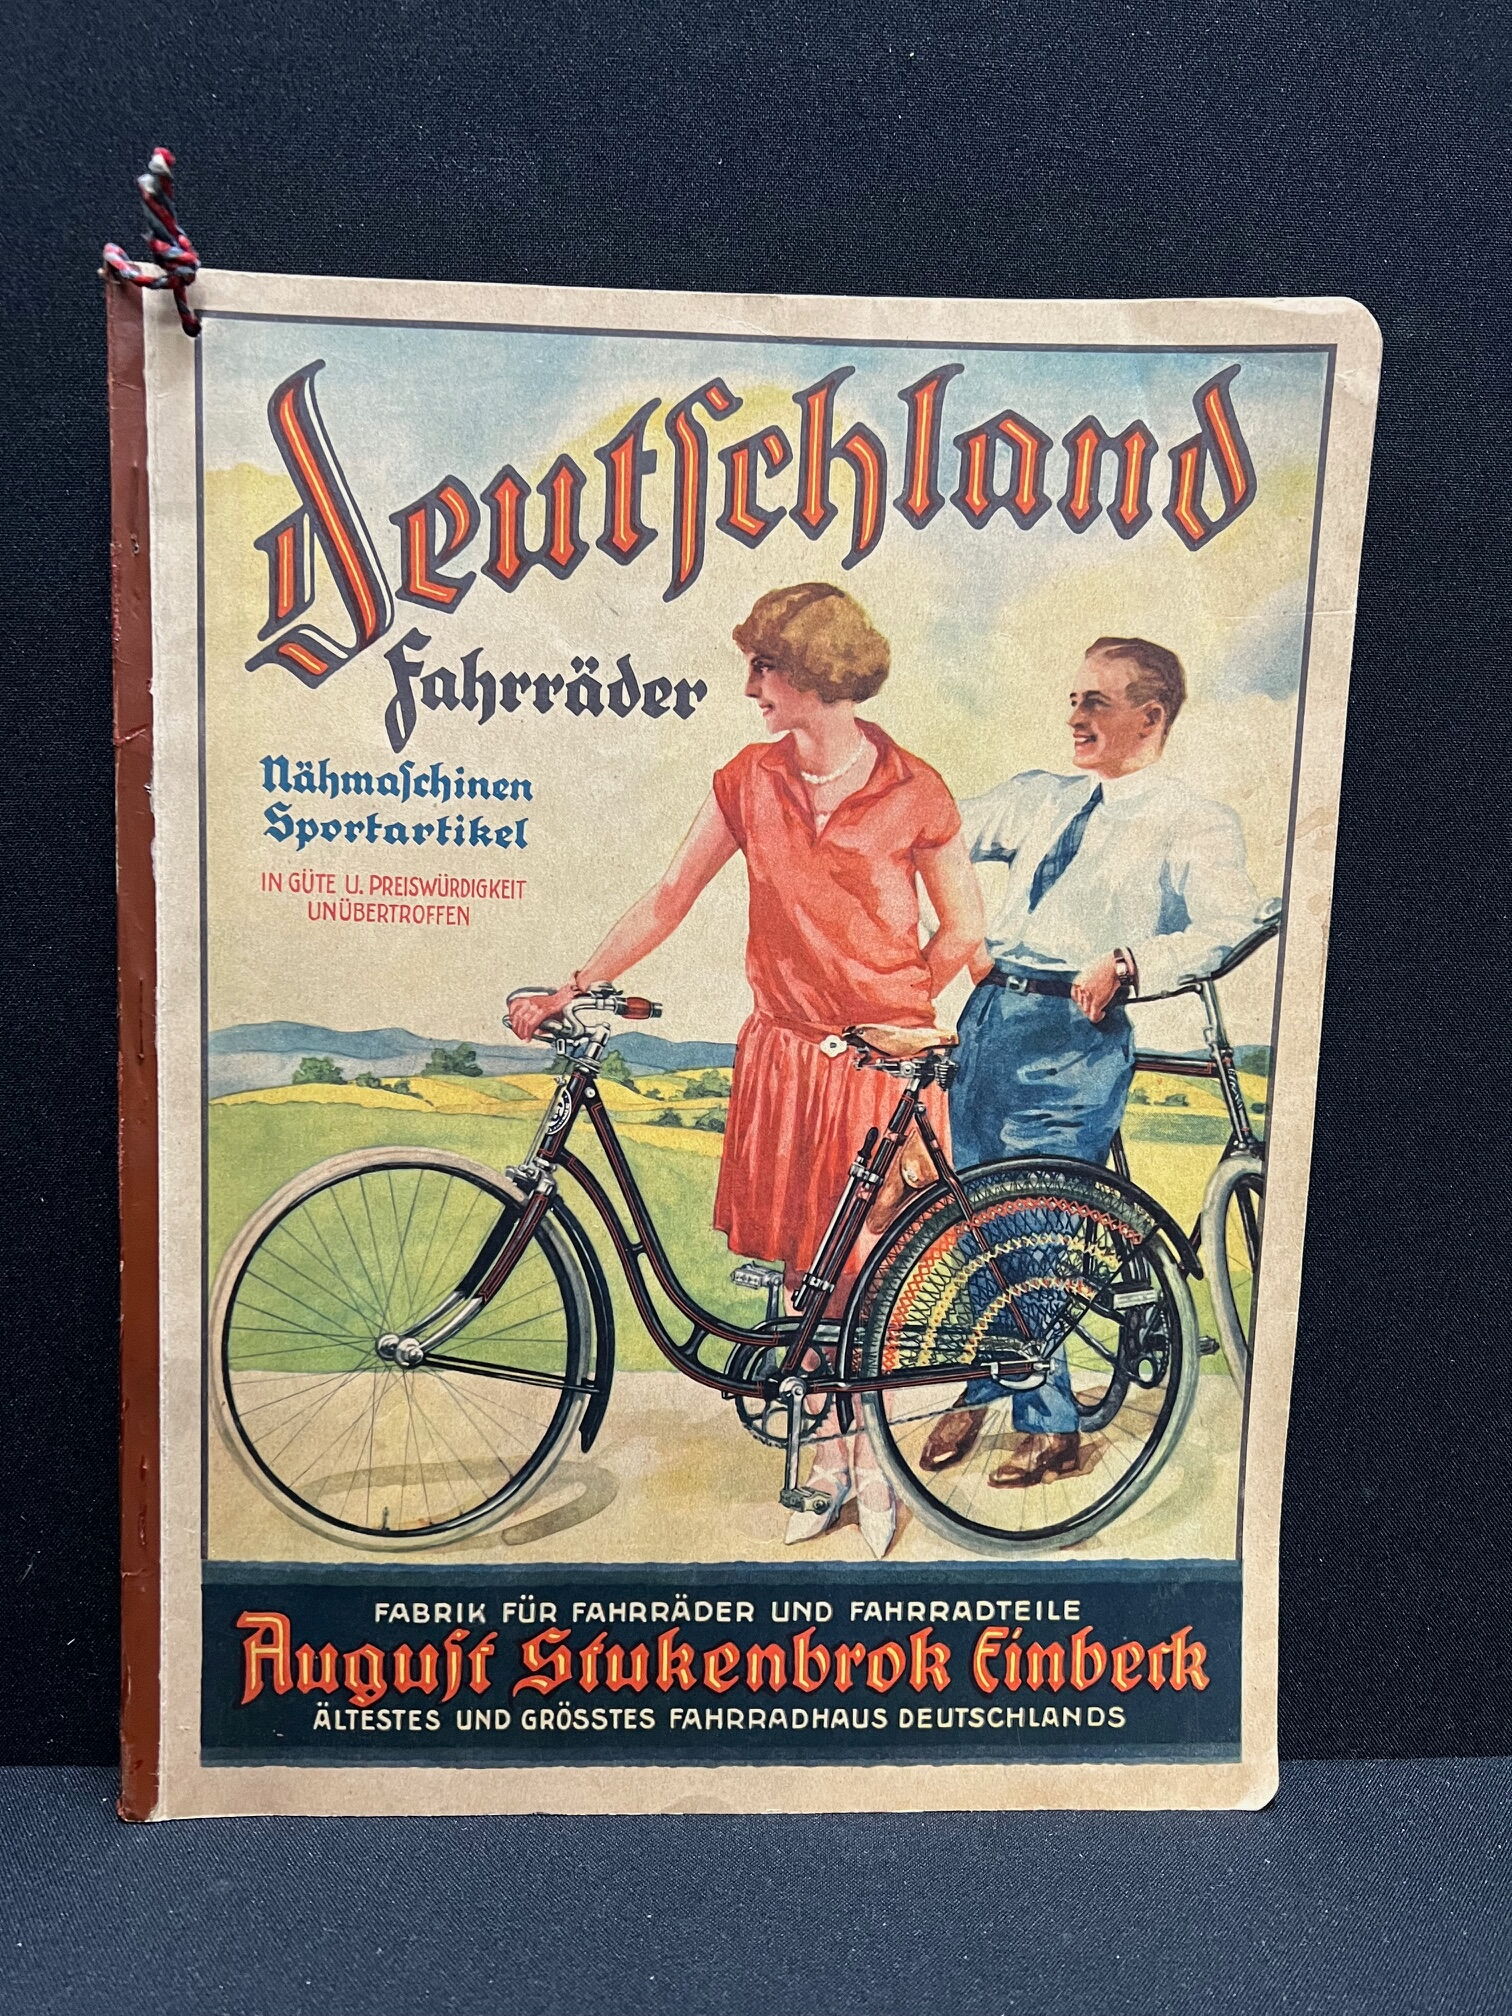 Deutschland
Fahrräder
Nähmaschinen
Sportartikel
IN GÜTE U. PREISWÜRDIGKEIT
UNÜBERTROFFEN
FABRIK FÜR FAHRRÄDER UND FAHRRADTEILE
August Stukenbrok Einbeck
ÄLTESTES UND GRÖSSTES FAHRRADHAUS DEUTSCHLANDS